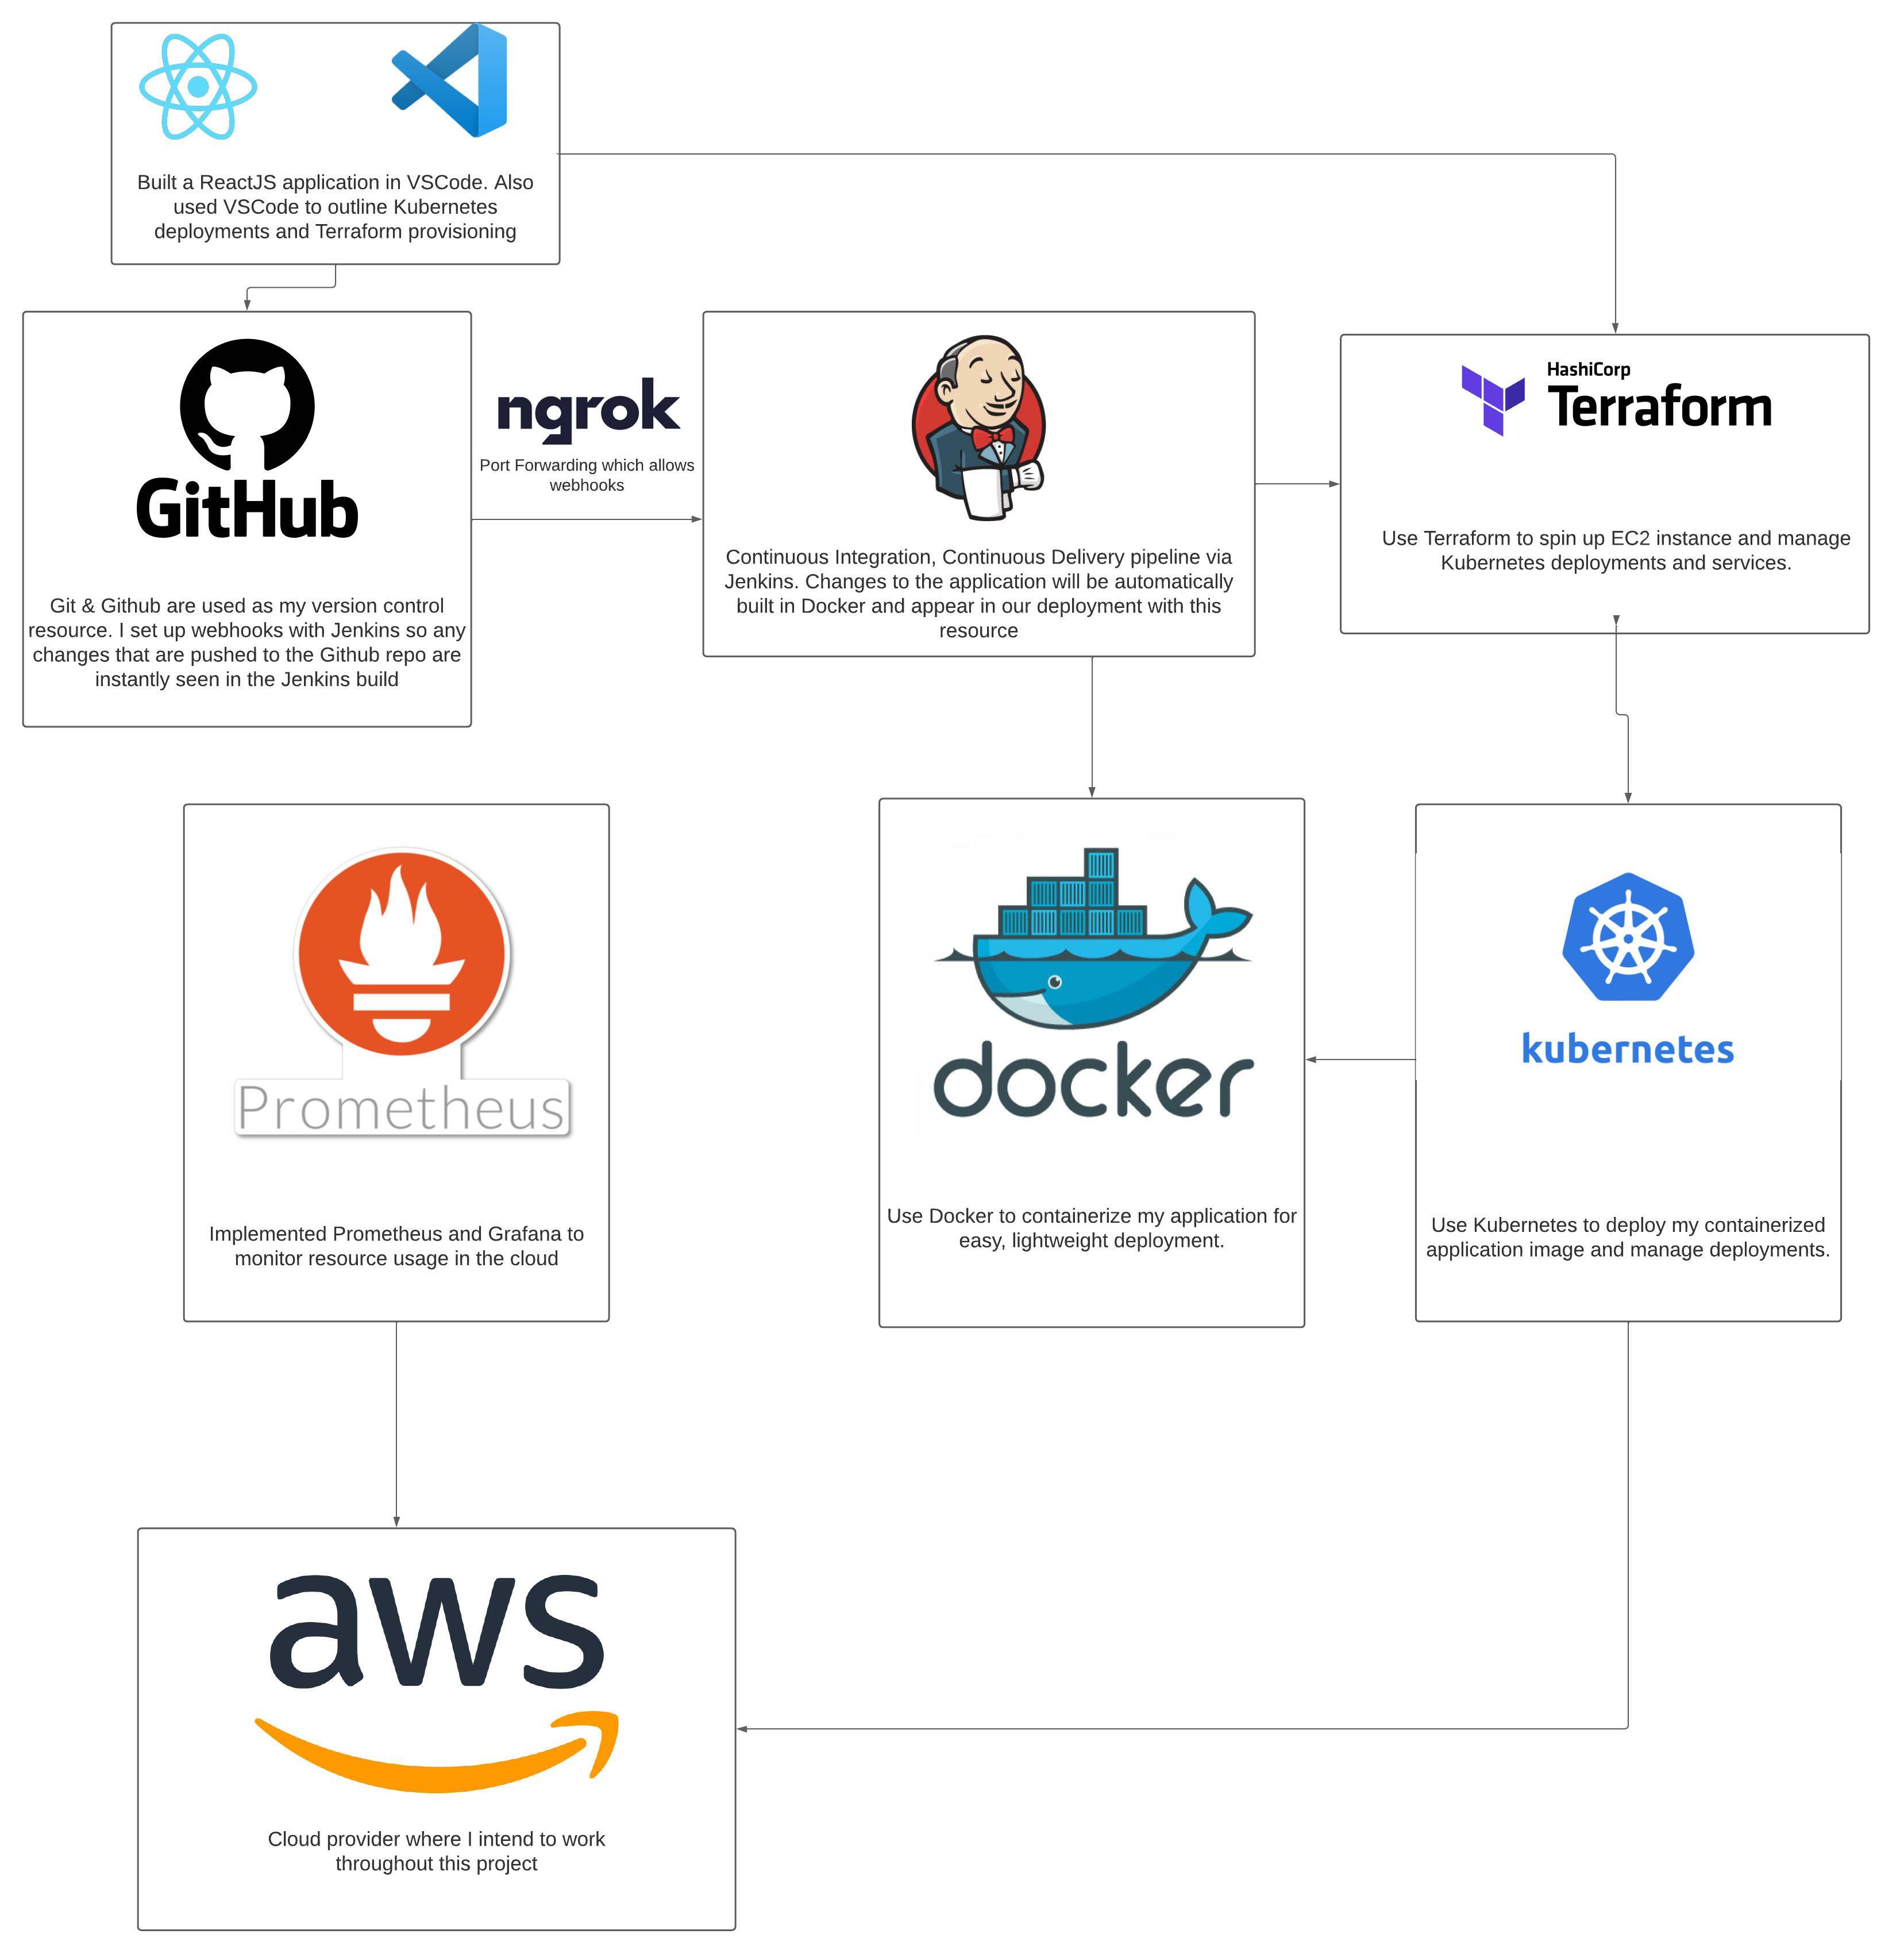 Built a ReactJS application in VSCode. Also
used VSCode to outline Kubernetes
deployments and Terraform provisioning
GitHub
Git & Github are used as my version control
resource. I set up webhooks with Jenkins so any
changes that are pushed to the Github repo are
instantly seen in the Jenkins build
ngrok
Port Forwarding which allows
webhooks
Continuous Integration, Continuous Delivery pipeline via
Jenkins. Changes to the application will be automatically
built in Docker and appear in our deployment with this
resource
HashiCorp
Terraform
Use Terraform to spin up EC2 instance and manage
Kubernetes deployments and services.
Prometheus
Implemented Prometheus and Grafana to
monitor resource usage in the cloud
docker
Use Docker to containerize my application for
easy, lightweight deployment.
kubernetes
Use Kubernetes to deploy my containerized
application image and manage deployments.
aws
Cloud provider where I intend to work
throughout this project